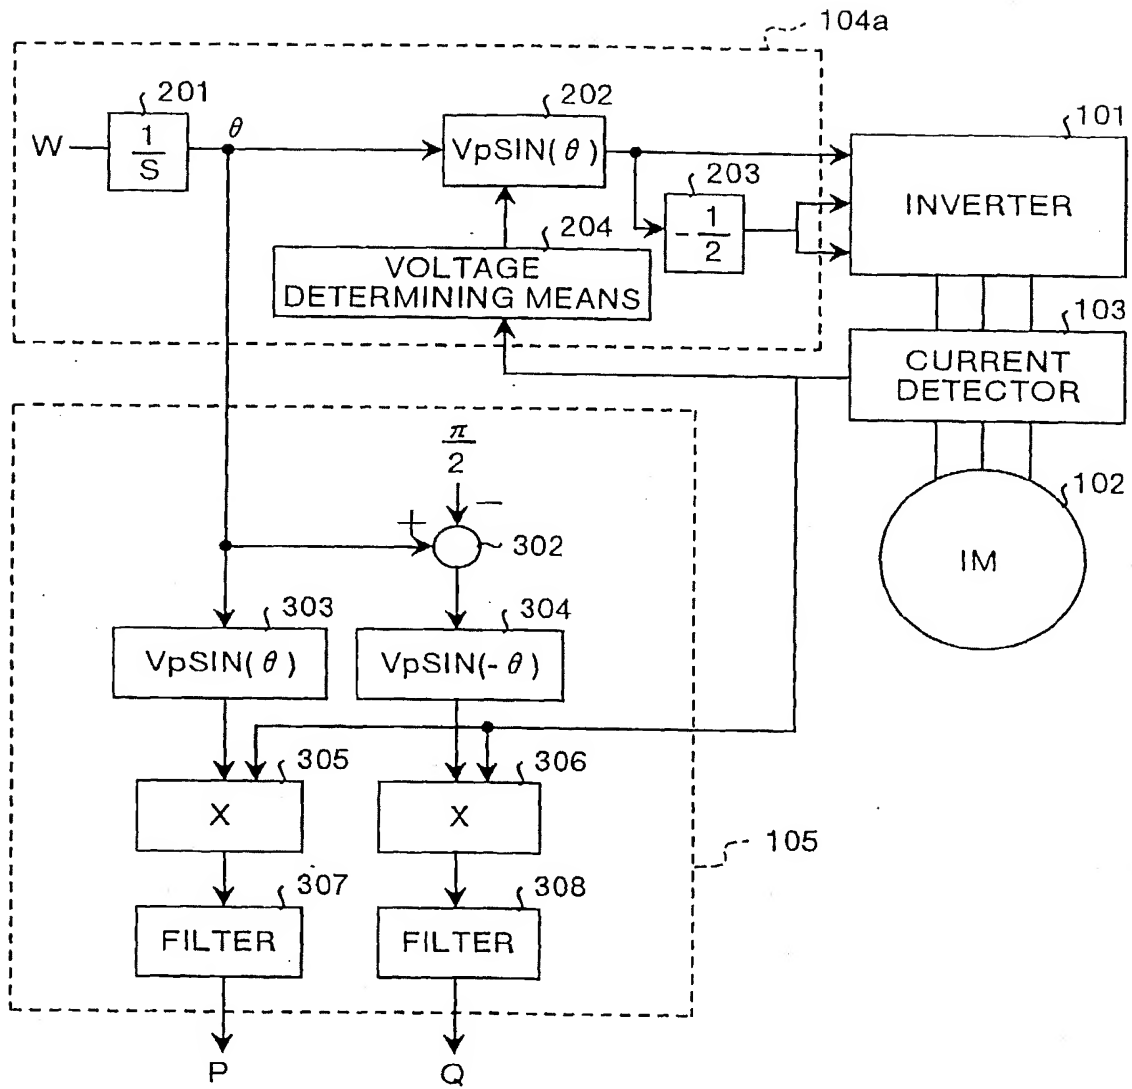 104a
201
202
101
W
1
S
θ
VpSIN(θ)
203
INVERTER
204
- 1
2
VOLTAGE
DETERMINING MEANS
103
CURRENT
DETECTOR
π
2
−
+
302
102
IM
303
304
VpSIN(θ)
VpSIN(-θ)
305
306
X
X
105
307
308
FILTER
FILTER
P
Q